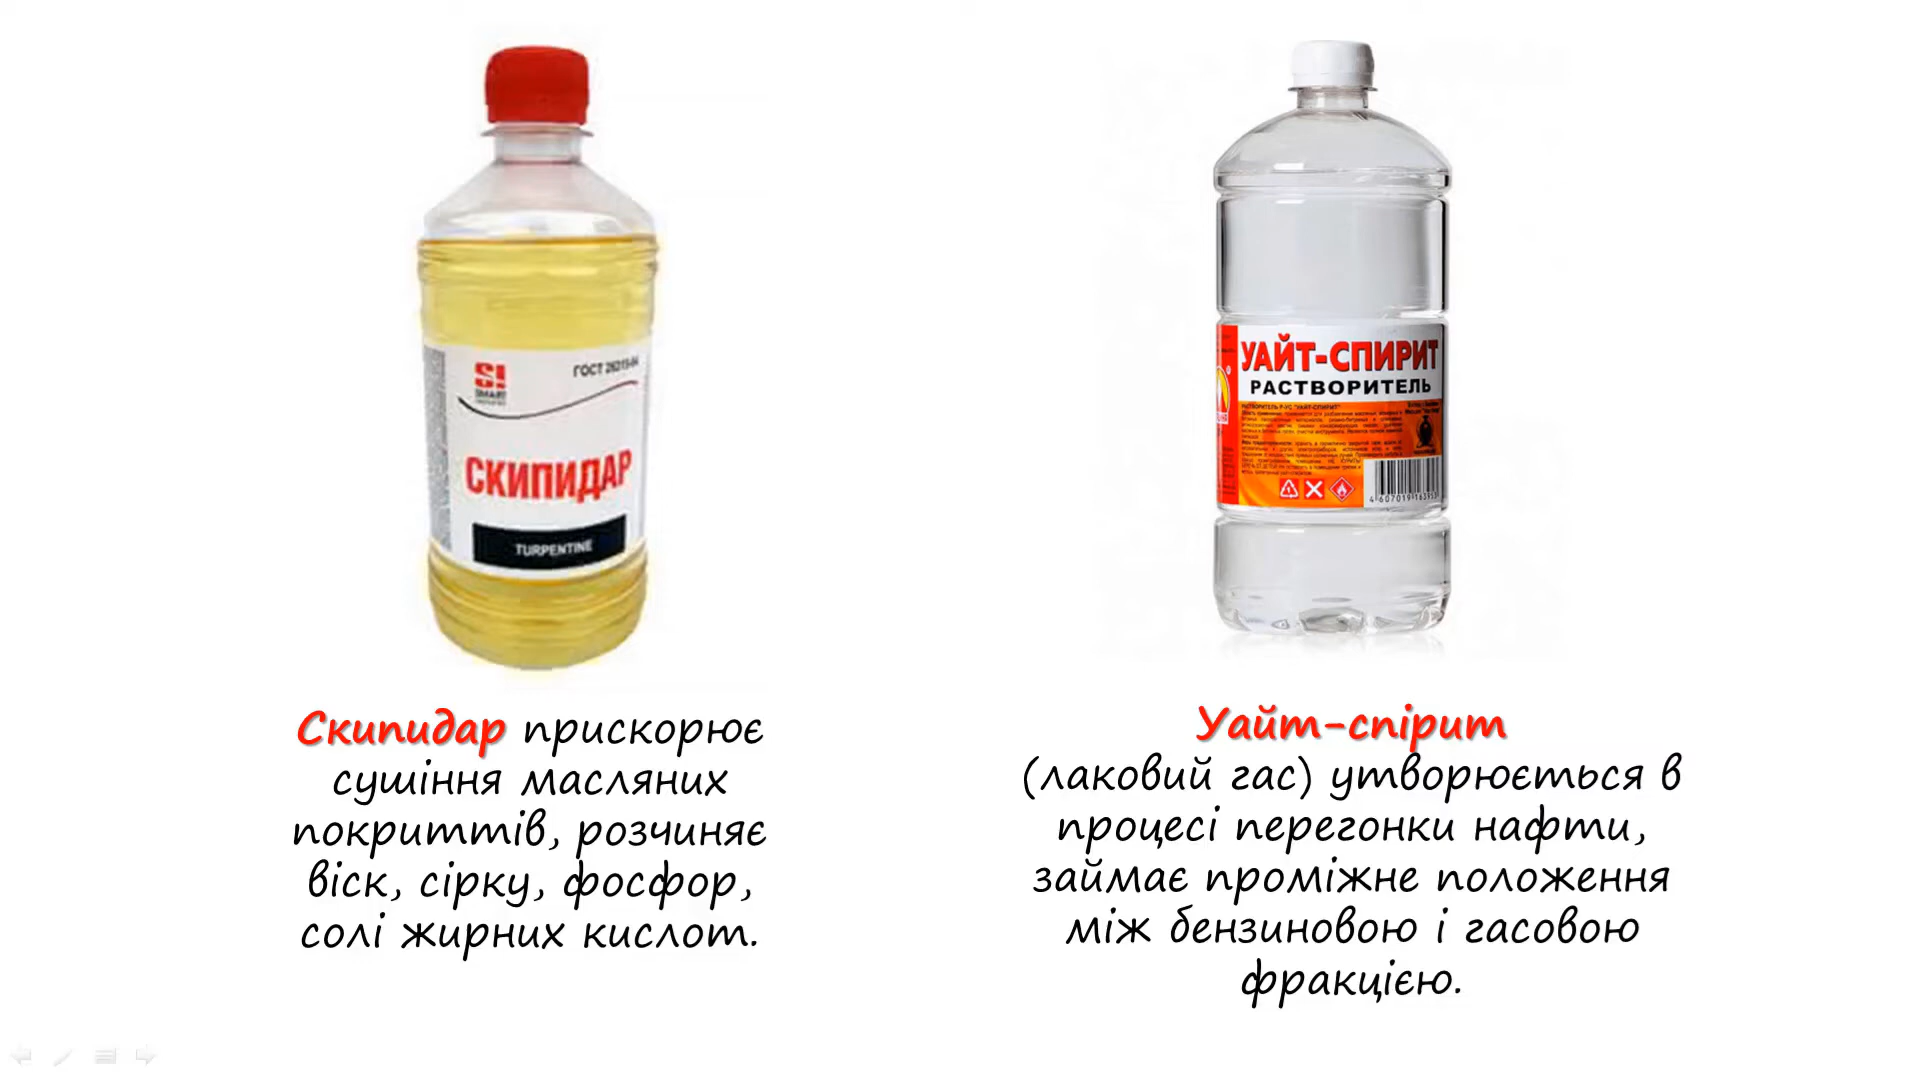 S!
SMART
ГОСТ
СКИПИДАР
TURPENTINE
Скипидар прискорює
сушіння масляних
покриттів, розчиняє
віск, сірку, фосфор,
солі жирних кислот.
УАЙТ-СПИРИТ
РАСТВОРИТЕЛЬ
Уайт-спірит
(лаковий гас) утворюється в
процесі перегонки нафти,
займає проміжне положення
між бензиновою і гасовою
фракцією.